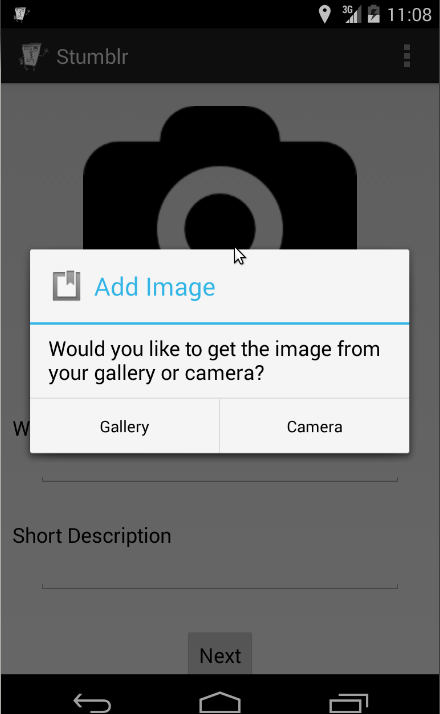 3G 11:08
Stumblr
Add Image
Would you like to get the image from
your gallery or camera?
Gallery Camera
W
Short Description
Next